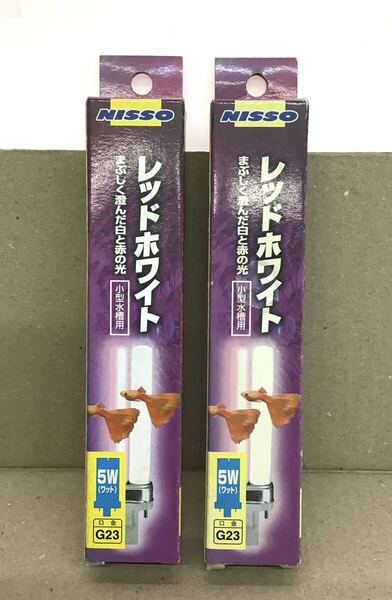 NISSO
レッドホワイト
まぶしく澄んだ白と赤の光
小型水槽用
5W
(ワット)
口金
G23
NISSO
レッドホワイト
まぶしく澄んだ白と赤の光
小型水槽用
5W
(ワット)
口金
G23